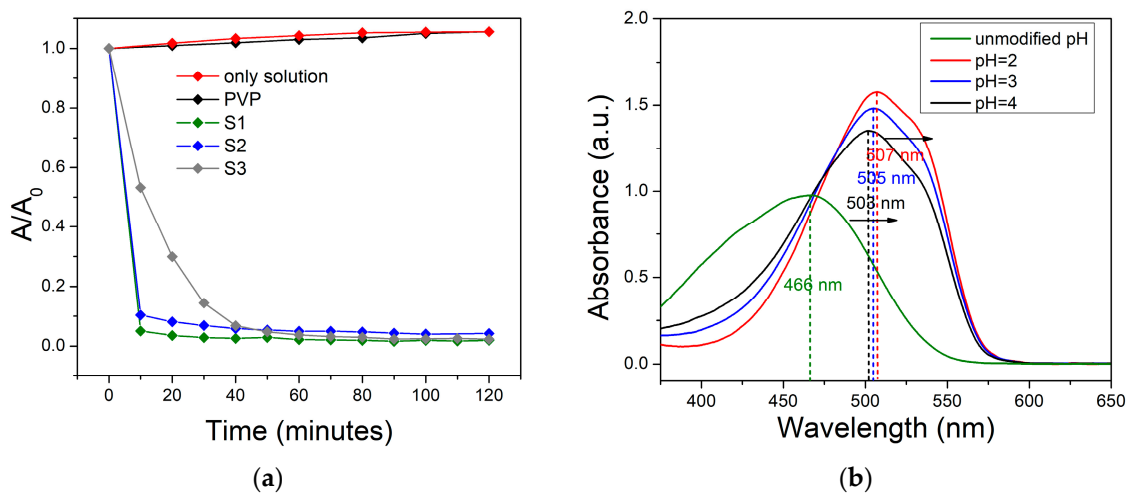 1.0
0.8
0.6
0.4
0.2
0.0
A/A0
only solution
PVP
S1
S2
S3
0 20 40 60 80 100 120
Time (minutes)
(a)
2.0
1.5
1.0
0.5
0.0
Absorbance (a.u.)
unmodified pH
pH=2
pH=3
pH=4
507 nm
505 nm
503 nm
466 nm
400 450 500 550 600 650
Wavelength (nm)
(b)